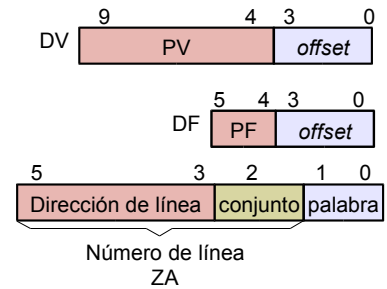 9 4 3 0
DV PV offset
5 4 3 0
DF PF offset
5 3 2 1 0
Dirección de línea conjunto palabra
Número de línea
ZA